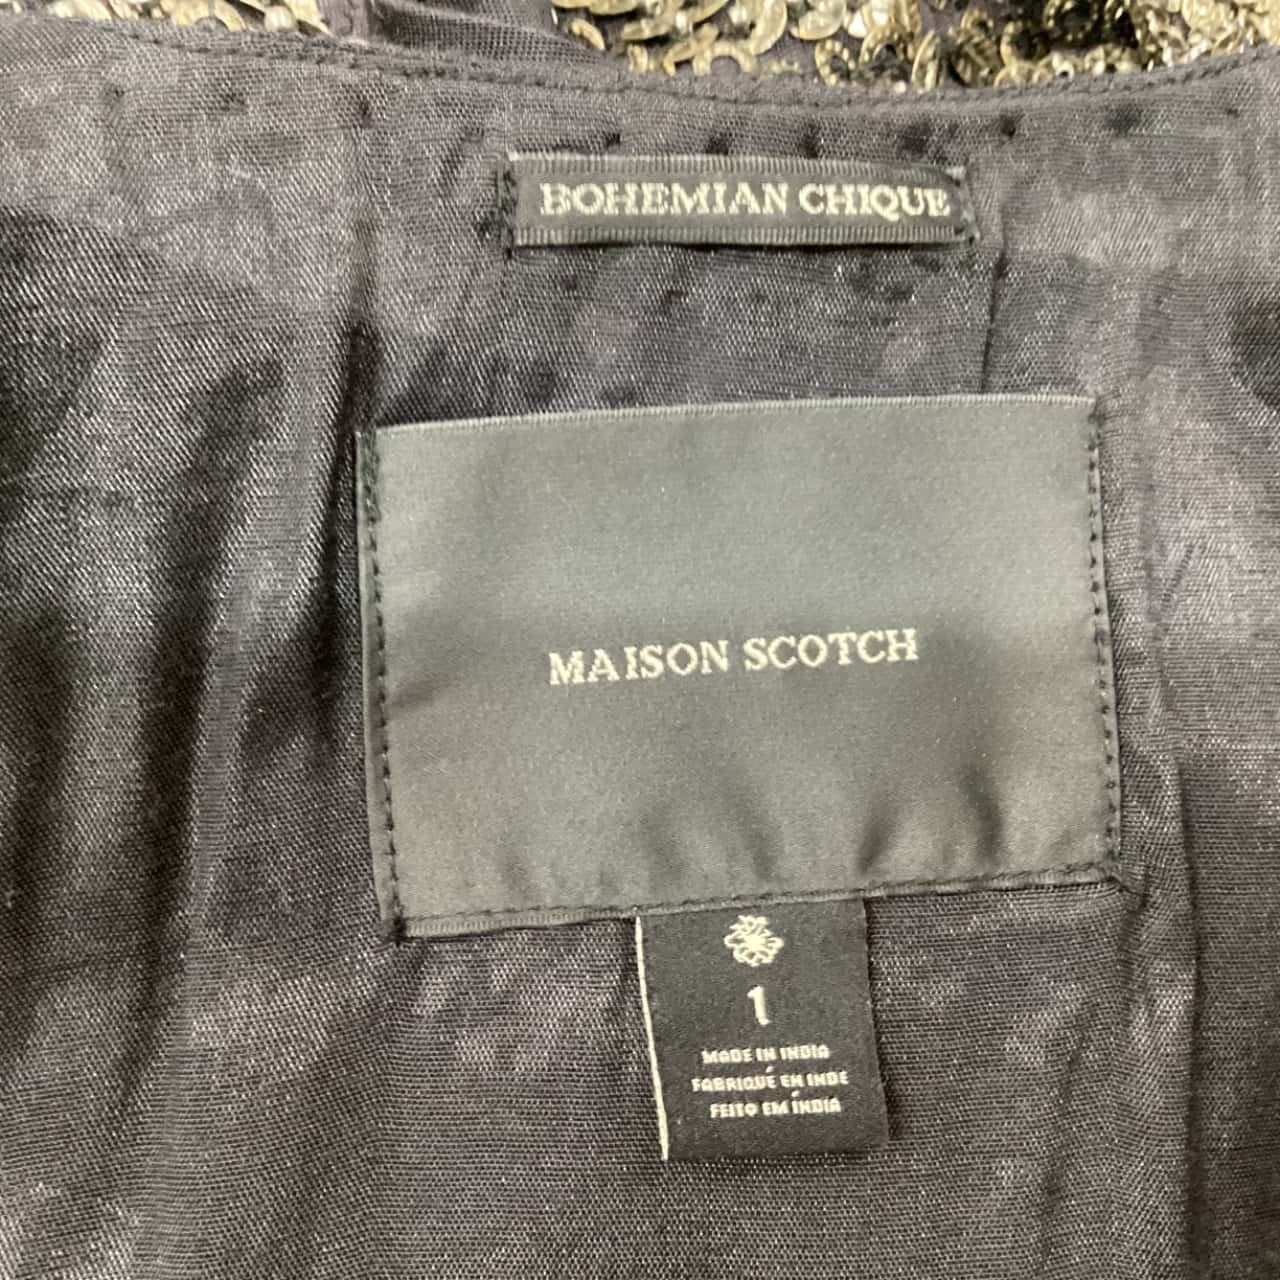 BOHEMIAN CHIQUE
MAISON SCOTCH
1
MADE IN INDIA
FABRIQUÉ EN INDE
FEITO EM ÍNDIA